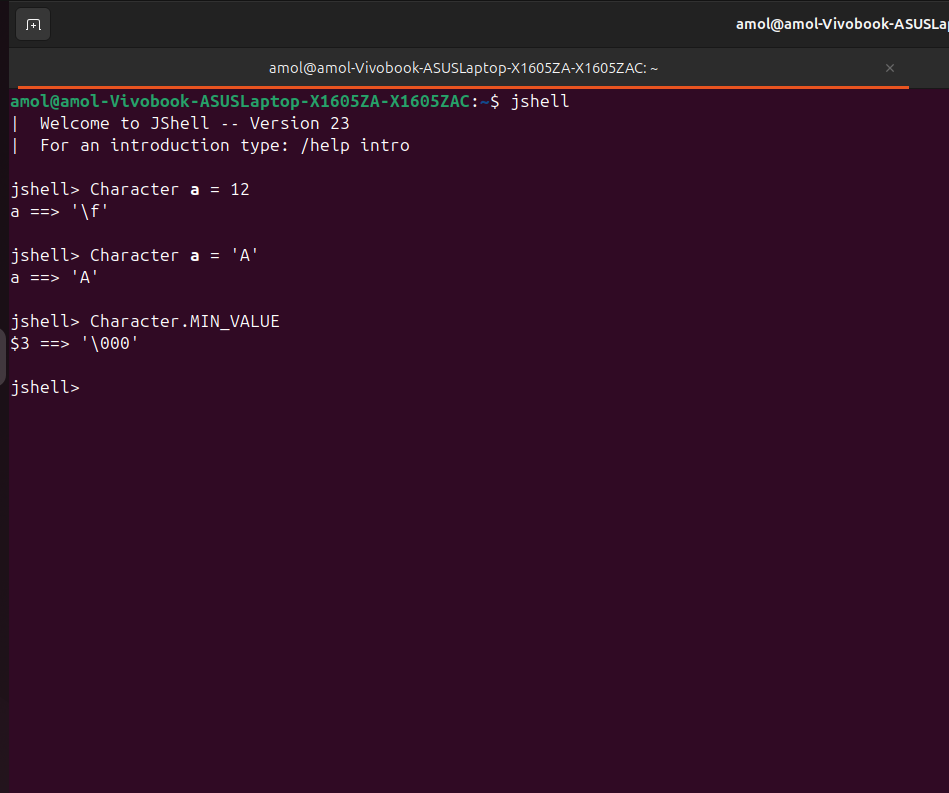 amol@amol-Vivobook-ASUSLa
amol@amol-Vivobook-ASUSLaptop-X1605ZA-X1605ZAC: ~
amol@amol-Vivobook-ASUSLaptop-X1605ZA-X1605ZAC:~$ jshell
|  Welcome to JShell -- Version 23
|  For an introduction type: /help intro
jshell> Character a = 12
a ==> '\f'
jshell> Character a = 'A'
a ==> 'A'
jshell> Character.MIN_VALUE
$3 ==> '\000'
jshell>